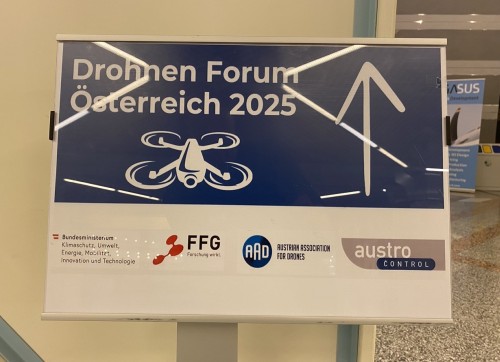 Drohnen Forum
Österreich 2025
Bundesministerium
Klimaschutz, Umwelt,
Energie, Mobilität,
Innovation und Technologie
FFG
Forschung wirkt.
AAD
AUSTRIAN ASSOCIATION
FOR DRONES
austro
CONTROL
ASUS